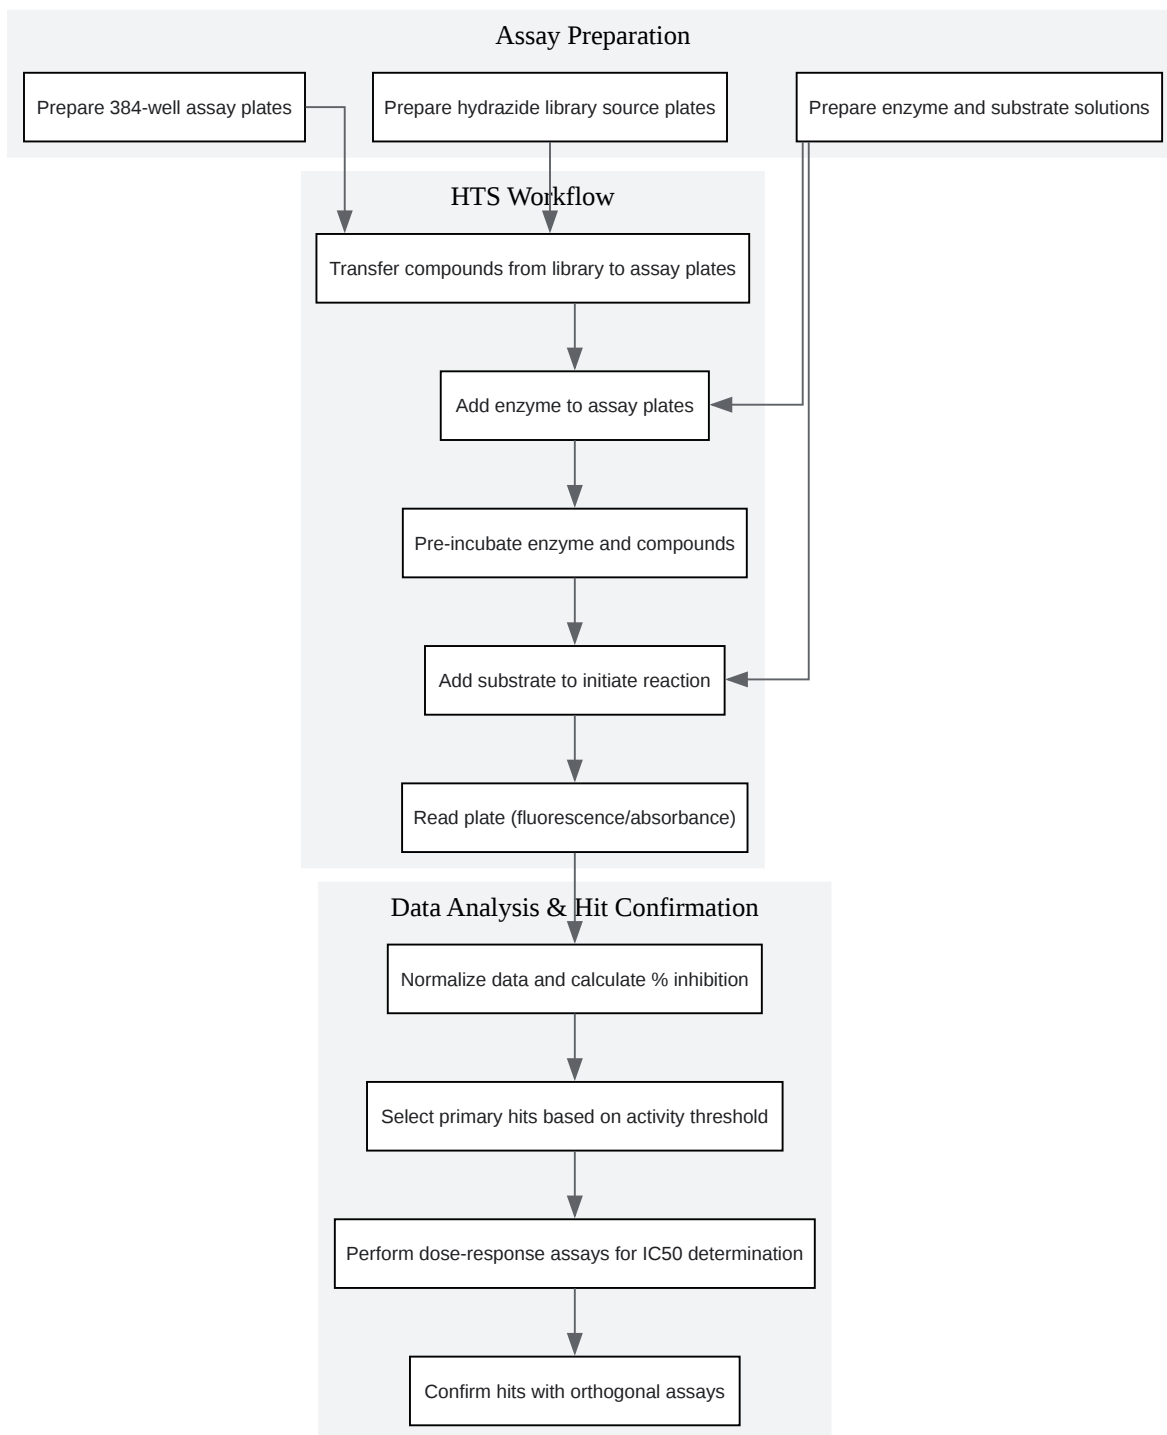 Assay Preparation
Prepare 384-well assay plates
Prepare hydrazide library source plates
Prepare enzyme and substrate solutions
HTS Workflow
Transfer compounds from library to assay plates
Add enzyme to assay plates
Pre-incubate enzyme and compounds
Add substrate to initiate reaction
Read plate (fluorescence/absorbance)
Data Analysis & Hit Confirmation
Normalize data and calculate % inhibition
Select primary hits based on activity threshold
Perform dose-response assays for IC50 determination
Confirm hits with orthogonal assays